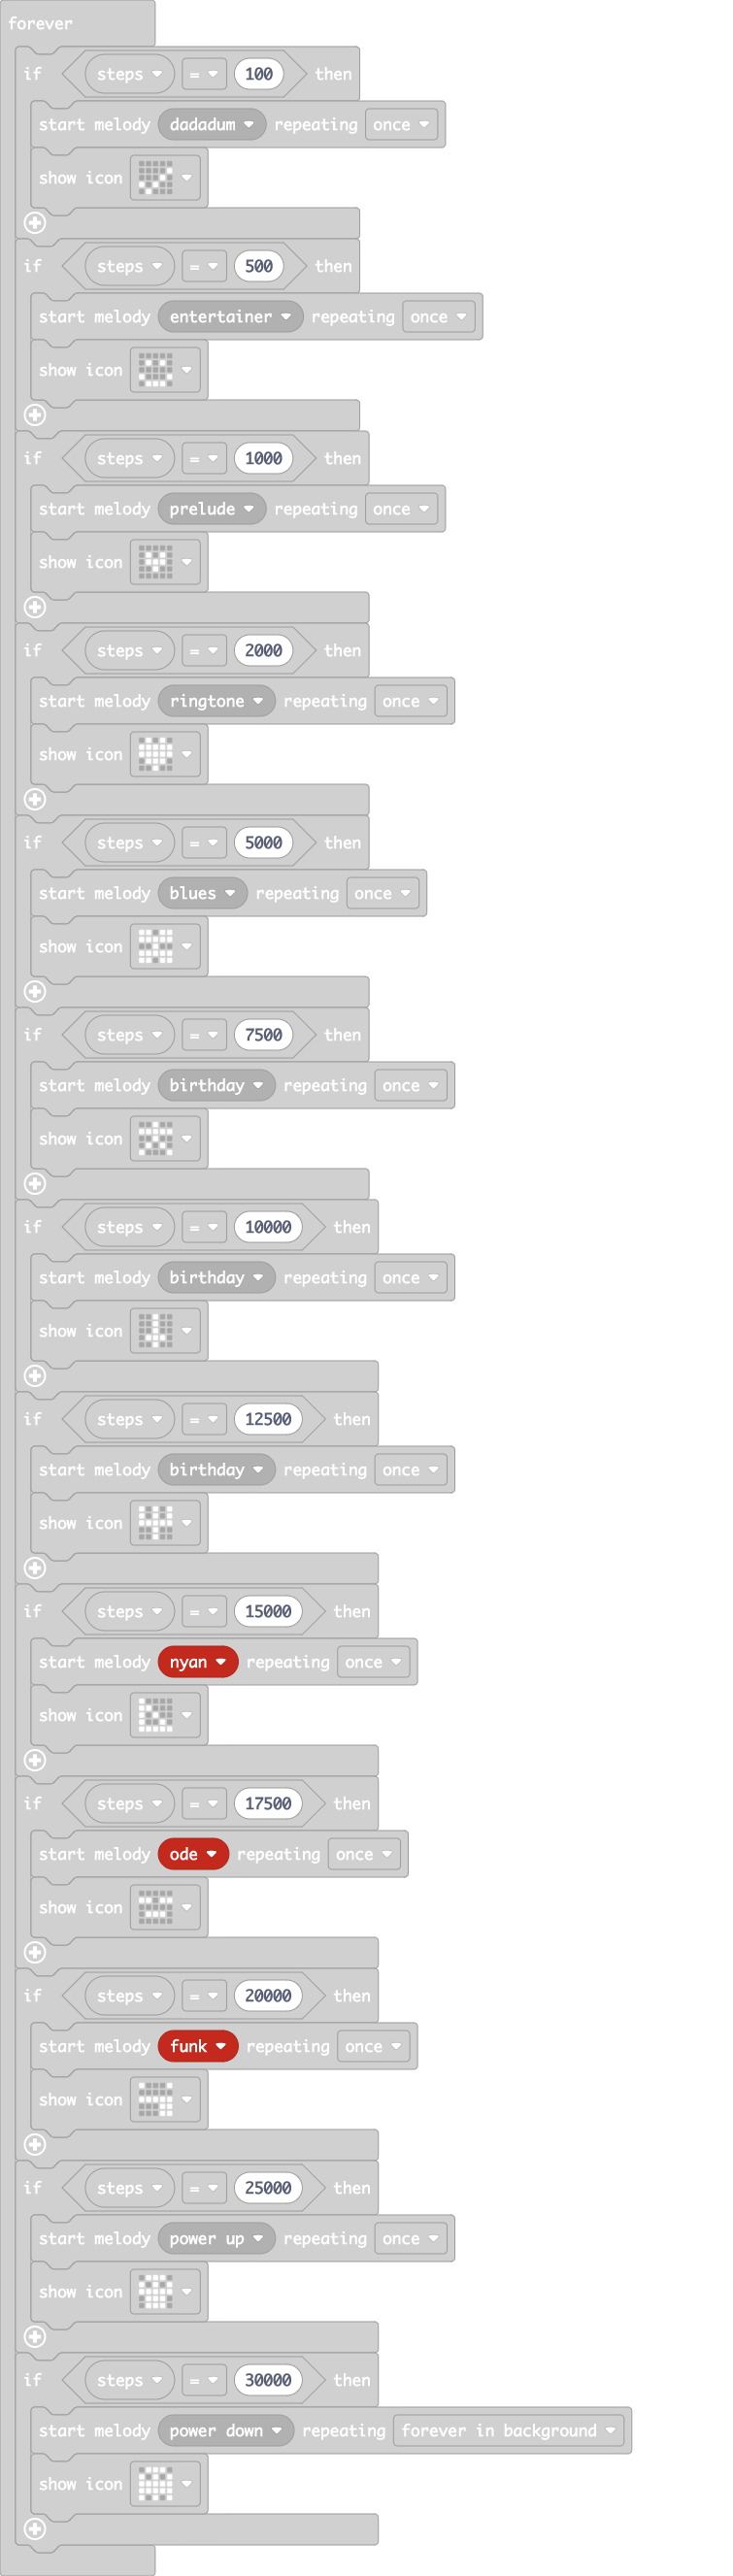 forever
if steps = 100 then
start melody dadadum repeating once
show icon
if steps = 500 then
start melody entertainer repeating once
show icon
if steps = 1000 then
start melody prelude repeating once
show icon
if steps = 2000 then
start melody ringtone repeating once
show icon
if steps = 5000 then
start melody blues repeating once
show icon
if steps = 7500 then
start melody birthday repeating once
show icon
if steps = 10000 then
start melody birthday repeating once
show icon
if steps = 12500 then
start melody birthday repeating once
show icon
if steps = 15000 then
start melody nyan repeating once
show icon
if steps = 17500 then
start melody ode repeating once
show icon
if steps = 20000 then
start melody funk repeating once
show icon
if steps = 25000 then
start melody power up repeating once
show icon
if steps = 30000 then
start melody power down repeating forever in background
show icon